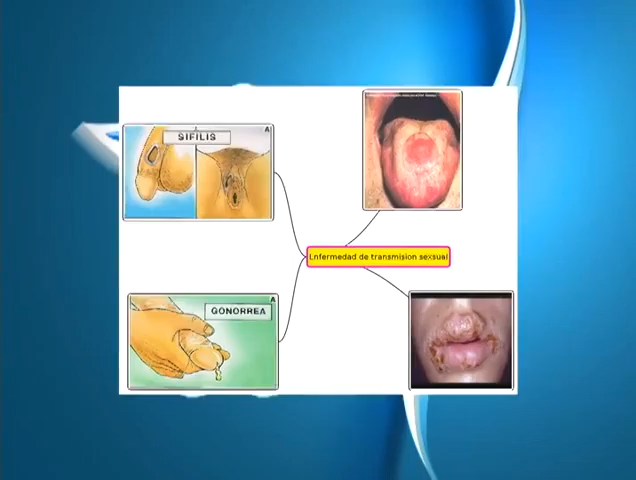 SIFILIS
A
Enfermedad de transmision sexsual
GONORREA
A